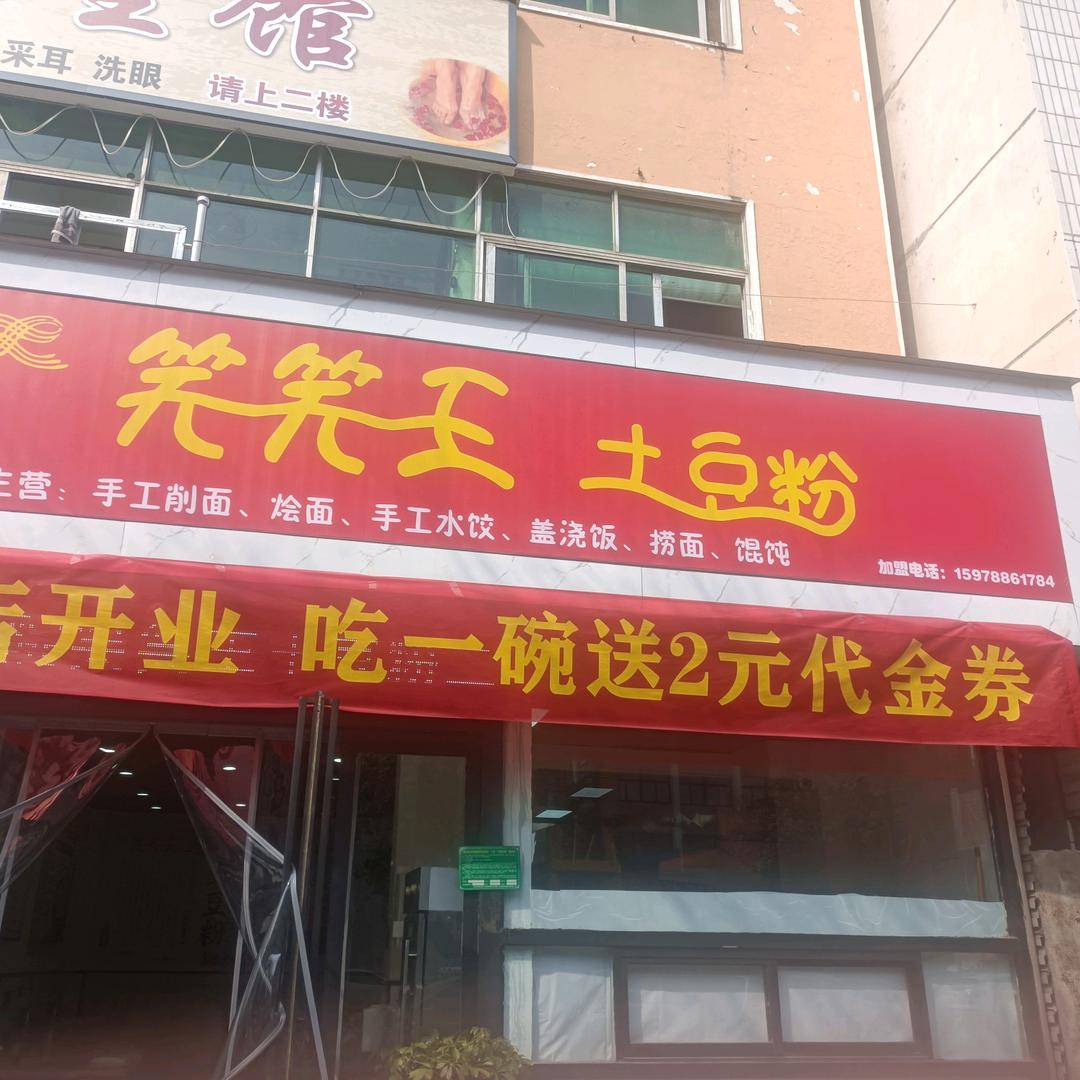 馆
采耳 洗眼
请上二楼
笑笑王 土豆粉
主营：手工削面、烩面、手工水饺、盖浇饭、捞面、馄饨
加盟电话：15978861784
店开业 吃一碗送2元代金券